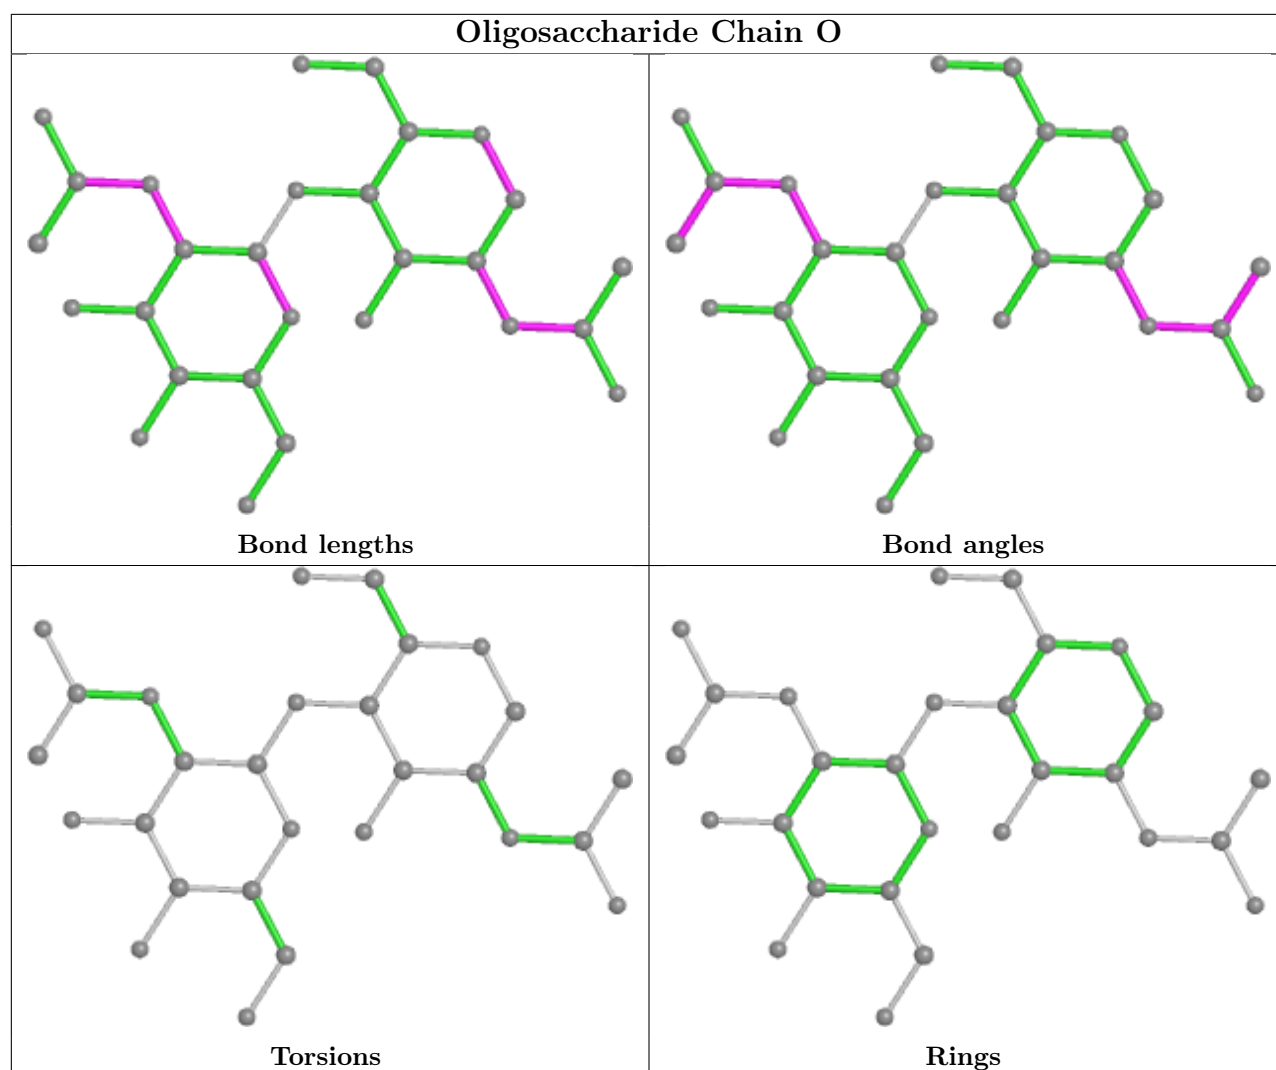 Oligosaccharide Chain O
Bond lengths
Bond angles
Torsions
Rings